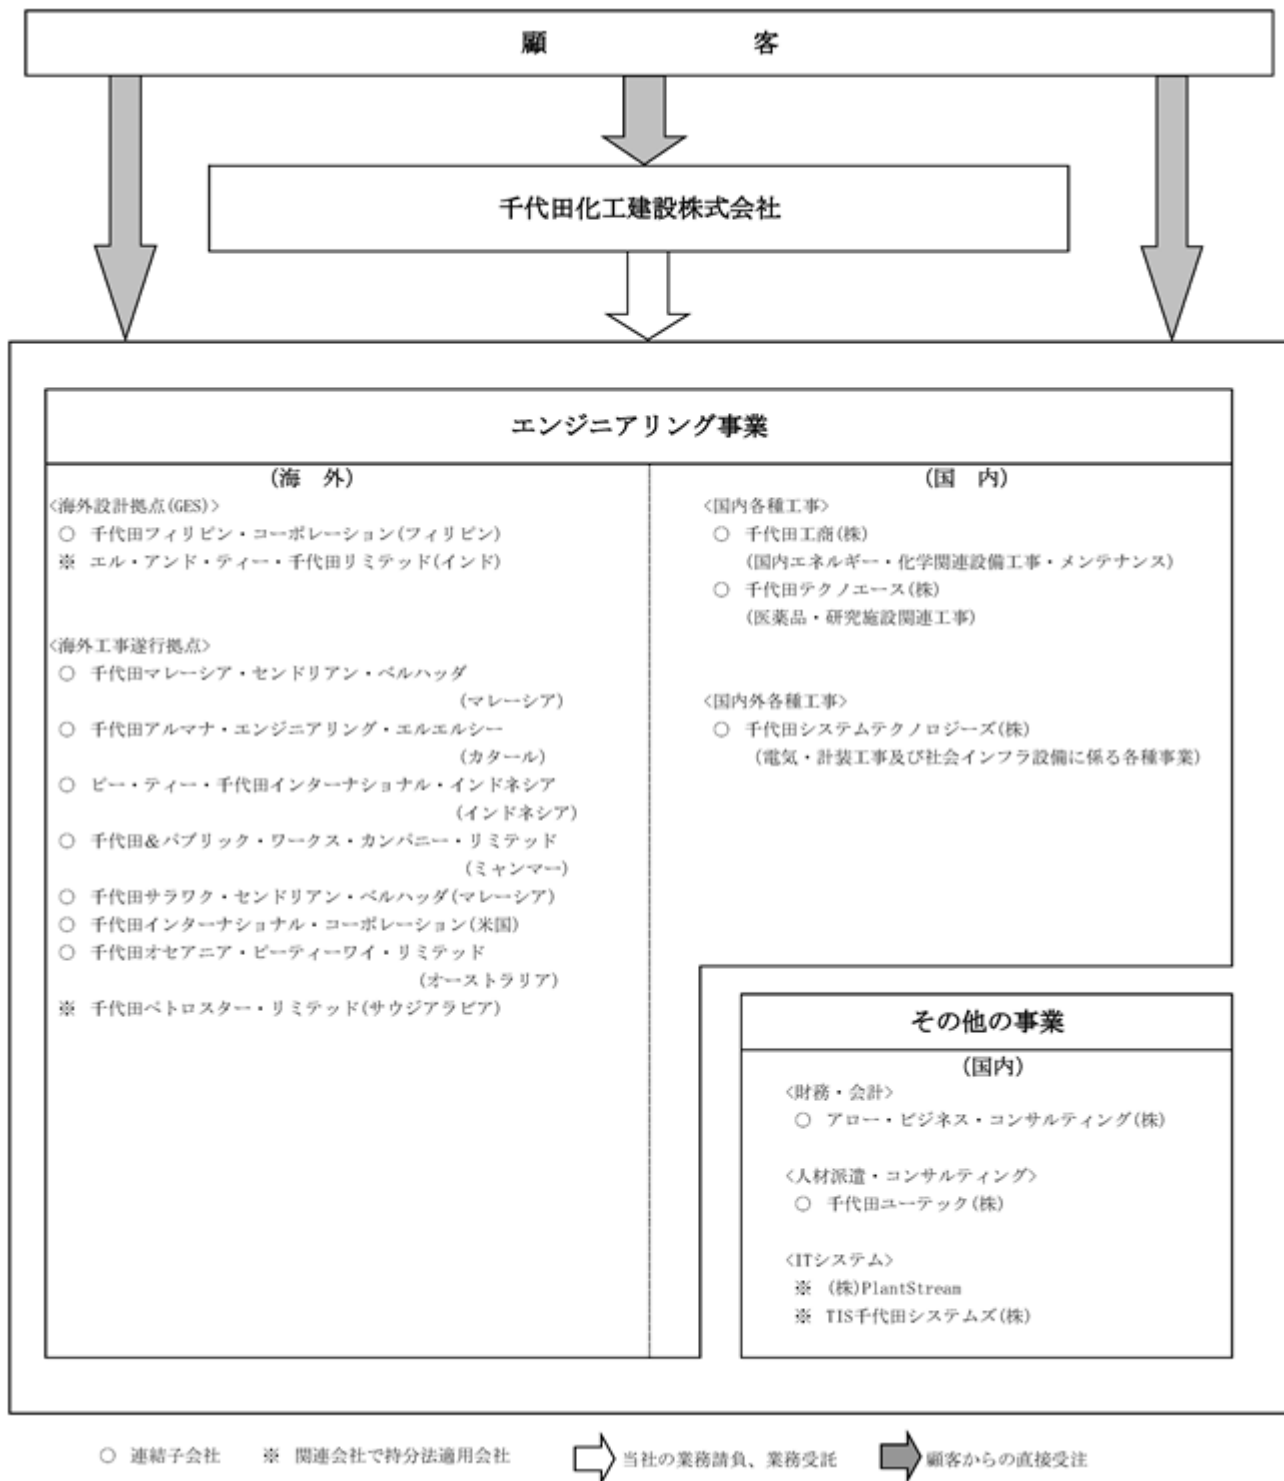 顧 客
千代田化工建設株式会社
エンジニアリング事業
(海 外)
<海外設計拠点(GES)>
○ 千代田フィリピン・コーポレーション(フィリピン)
※ エル・アンド・ティー・千代田リミテッド(インド)
<海外工事遂行拠点>
○ 千代田マレーシア・センドリアン・ベルハッダ
(マレーシア)
○ 千代田アルマナ・エンジニアリング・エルエルシー
(カタール)
○ ピー・ティー・千代田インターナショナル・インドネシア
(インドネシア)
○ 千代田&パブリック・ワークス・カンパニー・リミテッド
(ミャンマー)
○ 千代田サラワク・センドリアン・ベルハッダ(マレーシア)
○ 千代田インターナショナル・コーポレーション(米国)
○ 千代田オセアニア・ピーティーワイ・リミテッド
(オーストラリア)
※ 千代田ペトロスター・リミテッド(サウジアラビア)
(国 内)
<国内各種工事>
○ 千代田工商(株)
(国内エネルギー・化学関連設備工事・メンテナンス)
○ 千代田テクノエース(株)
(医薬品・研究施設関連工事)
<国内外各種工事>
○ 千代田システムテクノロジーズ(株)
(電気・計装工事及び社会インフラ設備に係る各種事業)
その他の事業
(国内)
<財務・会計>
○ アロー・ビジネス・コンサルティング(株)
<人材派遣・コンサルティング>
○ 千代田ユーテック(株)
<ITシステム>
※ (株)PlantStream
※ TIS千代田システムズ(株)
○ 連結子会社 ※ 関連会社で持分法適用会社 当社の業務請負、業務受託 顧客からの直接受注